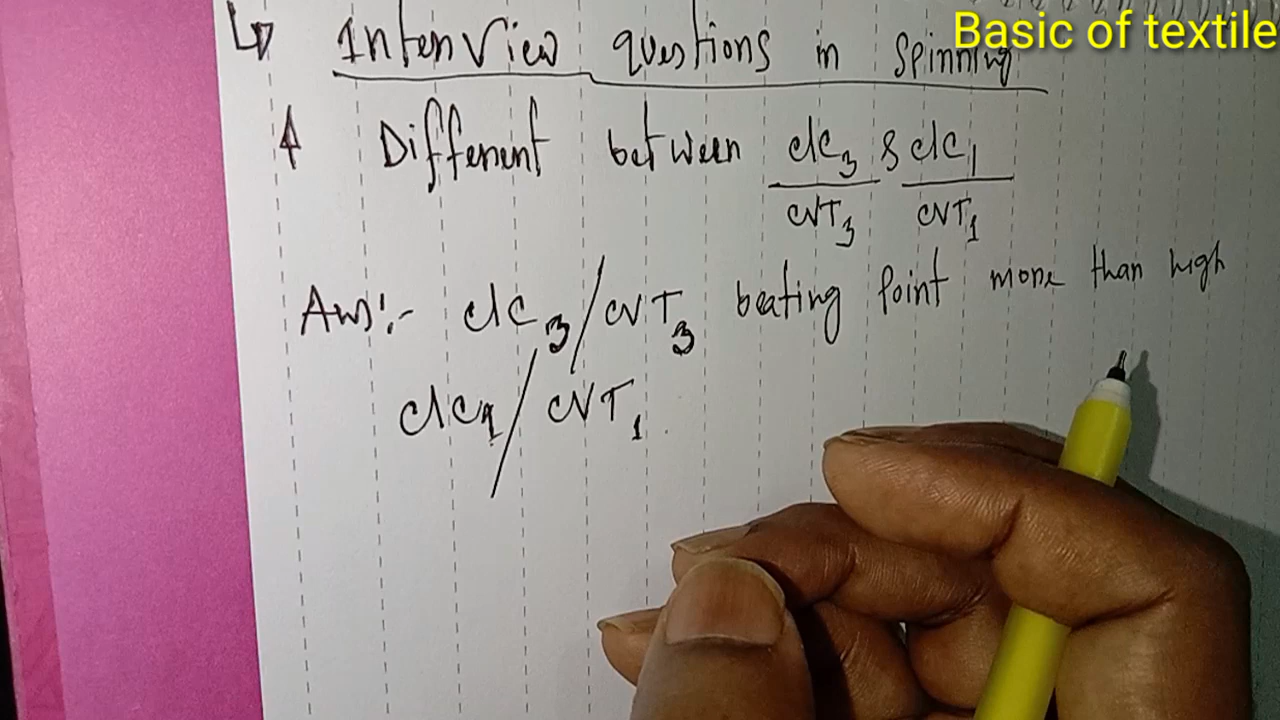 Basic of textile
Interview questions in spinning
Different between clc3 & clc1
CVT3 CVT1
Ans:- clc3/CVT3 beating point more than high
clc1/CVT1.